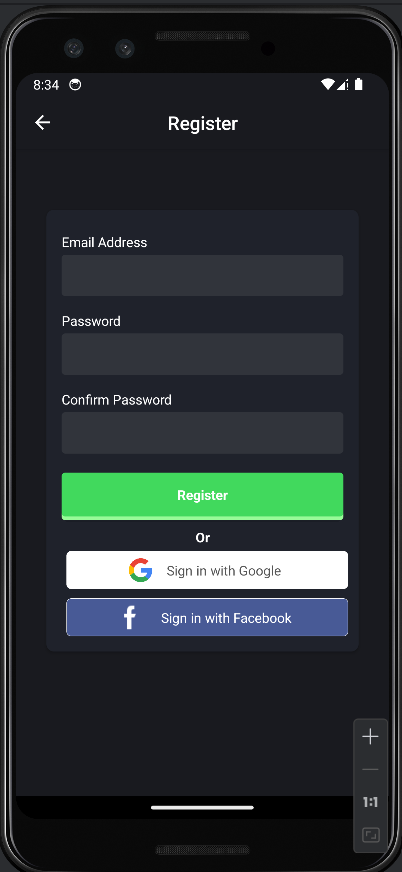 8:34
Register
Email Address
Password
Confirm Password
Register
Or
Sign in with Google
Sign in with Facebook
1:1